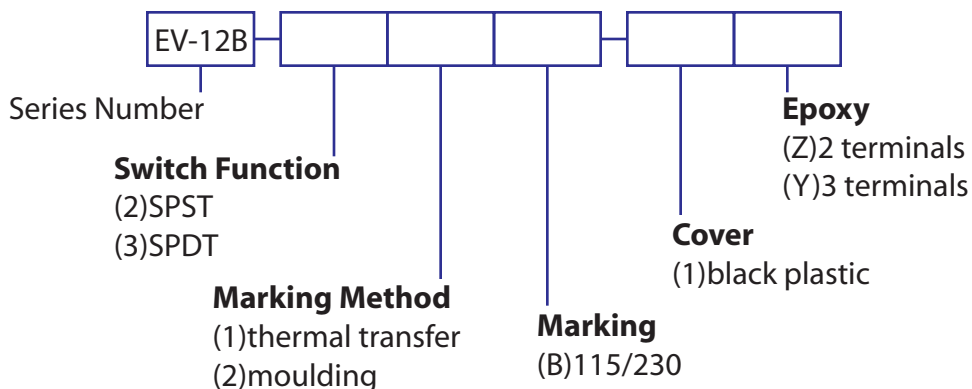 EV-12B
Series Number
Switch Function
(2)SPST
(3)SPDT
Marking Method
(1)thermal transfer
(2)moulding
Marking
(B)115/230
Cover
(1)black plastic
Epoxy
(Z)2 terminals
(Y)3 terminals